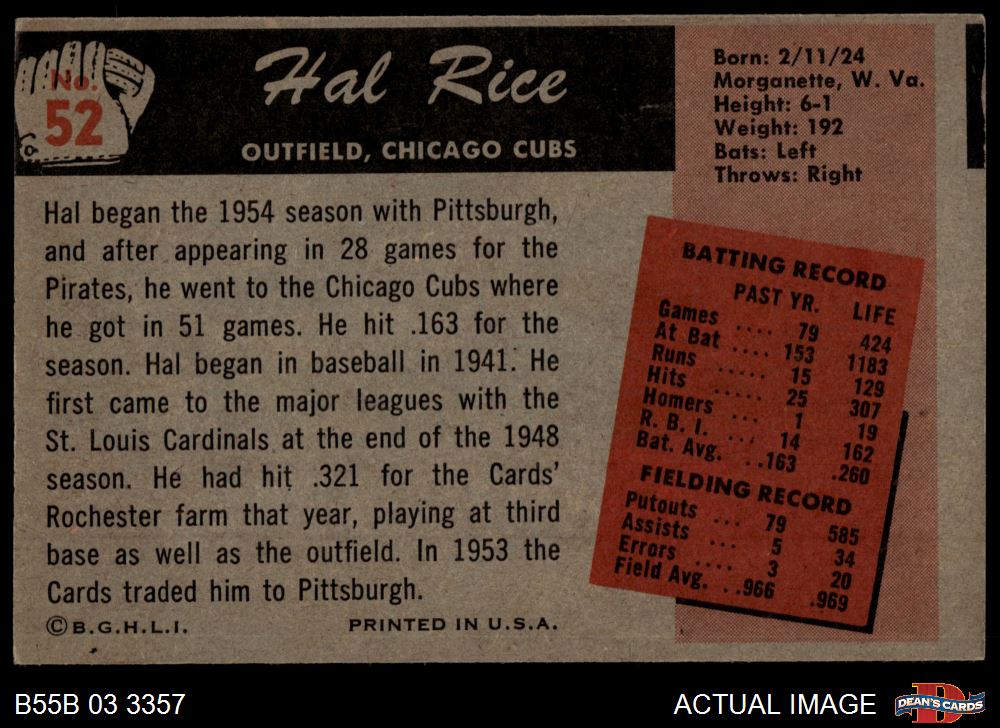 No.
52
Hal Rice
OUTFIELD, CHICAGO CUBS
Born: 2/11/24
Morganette, W. Va.
Height: 6-1
Weight: 192
Bats: Left
Throws: Right
Hal began the 1954 season with Pittsburgh,
and after appearing in 28 games for the
Pirates, he went to the Chicago Cubs where
he got in 51 games. He hit .163 for the
season. Hal began in baseball in 1941. He
first came to the major leagues with the
St. Louis Cardinals at the end of the 1948
season. He had hit .321 for the Cards'
Rochester farm that year, playing at third
base as well as the outfield. In 1953 the
Cards traded him to Pittsburgh.
©B.G.H.L.I. PRINTED IN U.S.A.
BATTING RECORD
PAST YR. LIFE
Games .... 79 424
At Bat .... 153 1183
Runs ..... 15 129
Hits ..... 25 307
Homers ... 1 19
R. B. I. ... 14 162
Bat. Avg. ..163 .260
FIELDING RECORD
Putouts ... 79 585
Assists ... 5 34
Errors .... 3 20
Field Avg. ..966 .969
B55B 03 3357 ACTUAL IMAGE DEAN'S CARDS